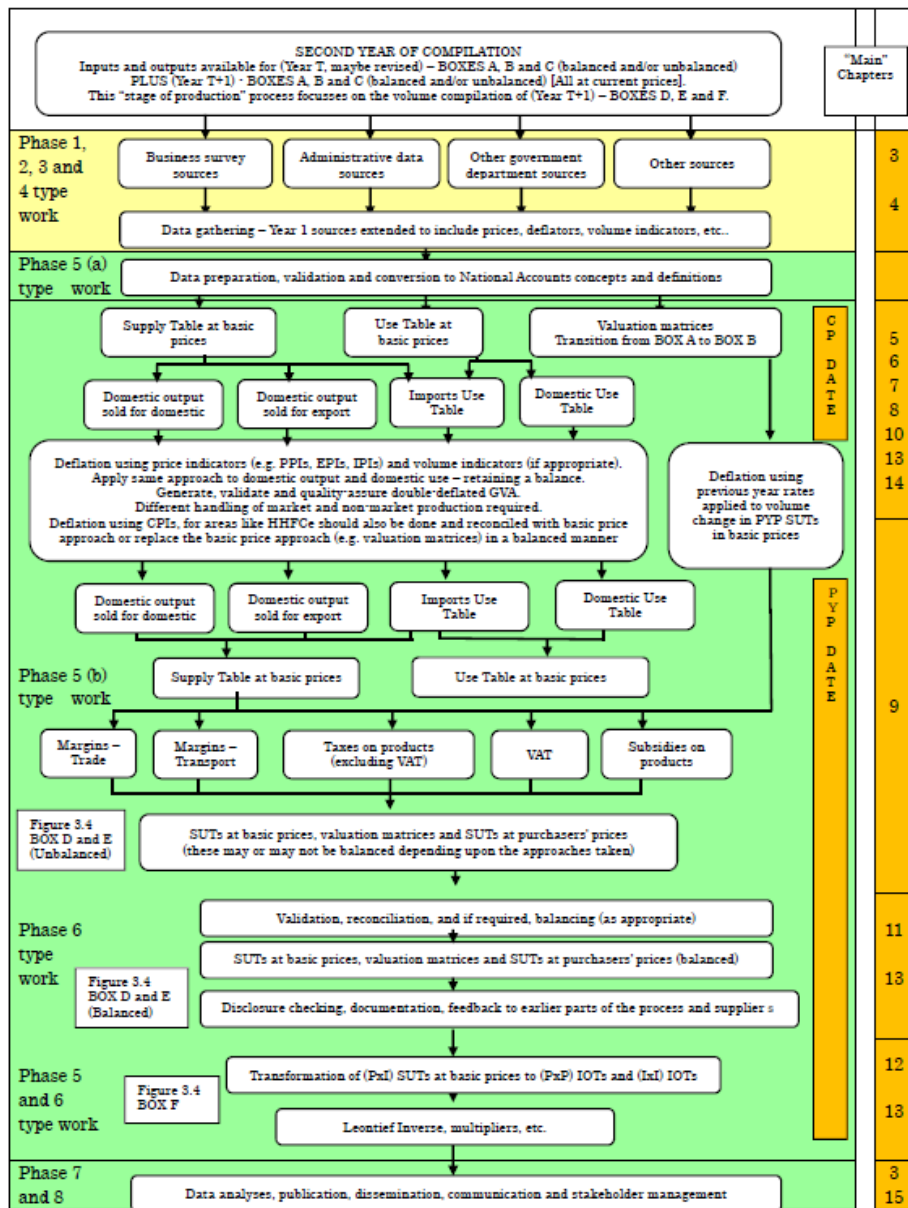 SECOND YEAR OF COMPILATION
Inputs and outputs available for (Year T, maybe revised) – BOXES A, B and C (balanced and/or unbalanced)
PLUS (Year T+1) - BOXES A, B and C (balanced and/or unbalanced) [All at current prices].
This “stage of production” process focusses on the volume compilation of (Year T+1) – BOXES D, E and F.
“Main”
Chapters
Phase 1,
2, 3 and
4 type
work
Business survey
sources
Administrative data
sources
Other government
department sources
Other sources
3
4
Data gathering – Year 1 sources extended to include prices, deflators, volume indicators, etc..
Phase 5 (a)
type work
Data preparation, validation and conversion to National Accounts concepts and definitions
Supply Table at basic
prices
Use Table at
basic prices
Valuation matrices
Transition from BOX A to BOX B
CP DATE
5
6
7
8
10
13
14
Domestic output
sold for domestic
Domestic output
sold for export
Imports Use
Table
Domestic Use
Table
Deflation using price indicators (e.g. PPIs, EPIs, IPIs) and volume indicators (if appropriate).
Apply same approach to domestic output and domestic use – retaining a balance.
Generate, validate and quality-assure double-deflated GVA.
Different handling of market and non-market production required.
Deflation using CPIs, for areas like HHFCe should also be done and reconciled with basic price
approach or replace the basic price approach (e.g. valuation matrices) in a balanced manner
Deflation using
previous year rates
applied to volume
change in PYP SUTs
in basic prices
Domestic output
sold for domestic
Domestic output
sold for export
Imports Use
Table
Domestic Use
Table
PYP DATE
Phase 5 (b)
type work
Supply Table at basic prices
Use Table at basic prices
9
Margins –
Trade
Margins –
Transport
Taxes on products
(excluding VAT)
VAT
Subsidies on
products
Figure 3.4
BOX D and E
(Unbalanced)
SUTs at basic prices, valuation matrices and SUTs at purchasers’ prices
(these may or may not be balanced depending upon the approaches taken)
Phase 6
type
work
Validation, reconciliation, and if required, balancing (as appropriate)
11
SUTs at basic prices, valuation matrices and SUTs at purchasers’ prices (balanced)
13
Figure 3.4
BOX D and E
(Balanced)
Disclosure checking, documentation, feedback to earlier parts of the process and supplier s
Phase 5
and 6
type work
Figure 3.4
BOX F
Transformation of (PxI) SUTs at basic prices to (PxP) IOTs and (IxI) IOTs
12
13
Leontief Inverse, multipliers, etc.
Phase 7
and 8
Data analyses, publication, dissemination, communication and stakeholder management
3
15